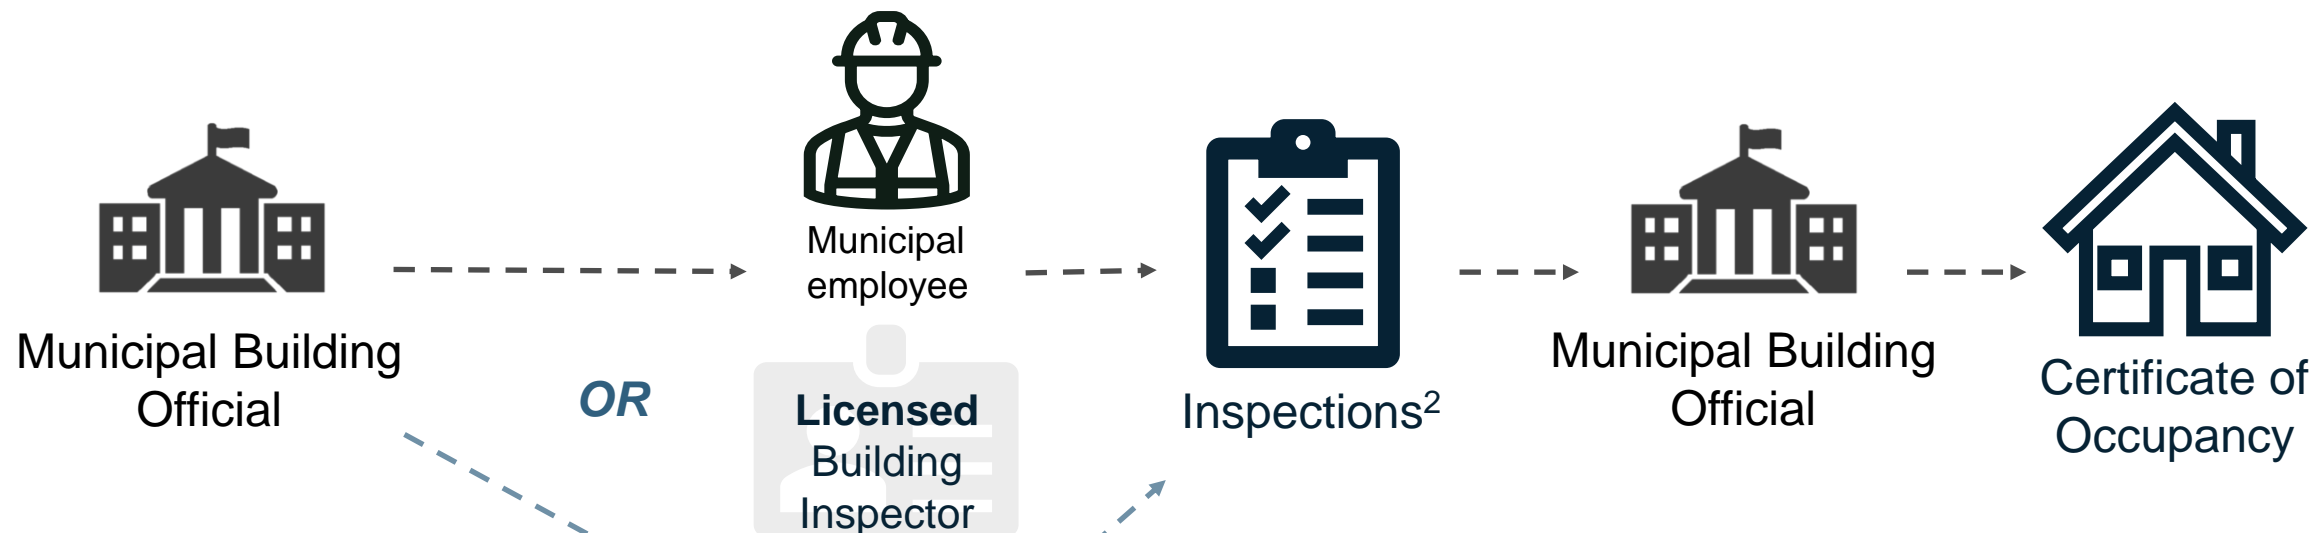 Municipal Building
Official
OR
Municipal
employee
Licensed
Building
Inspector
Inspections²
Municipal Building
Official
Certificate of
Occupancy